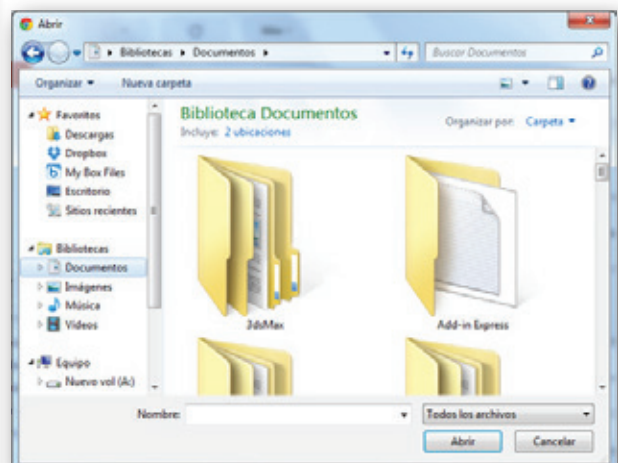 Abrir
Bibliotecas ▸ Documentos ▸
Buscar Documentos
Organizar
Nueva carpeta
Favoritos
Descargas
Dropbox
My Box Files
Escritorio
Sitios recientes
Bibliotecas
Documentos
Imágenes
Música
Vídeos
Equipo
Nuevo vol (A:)
Biblioteca Documentos
Incluye: 2 ubicaciones
Organizar por: Carpeta
3dsMax
Add-in Express
Nombre:
Todos los archivos
Abrir
Cancelar